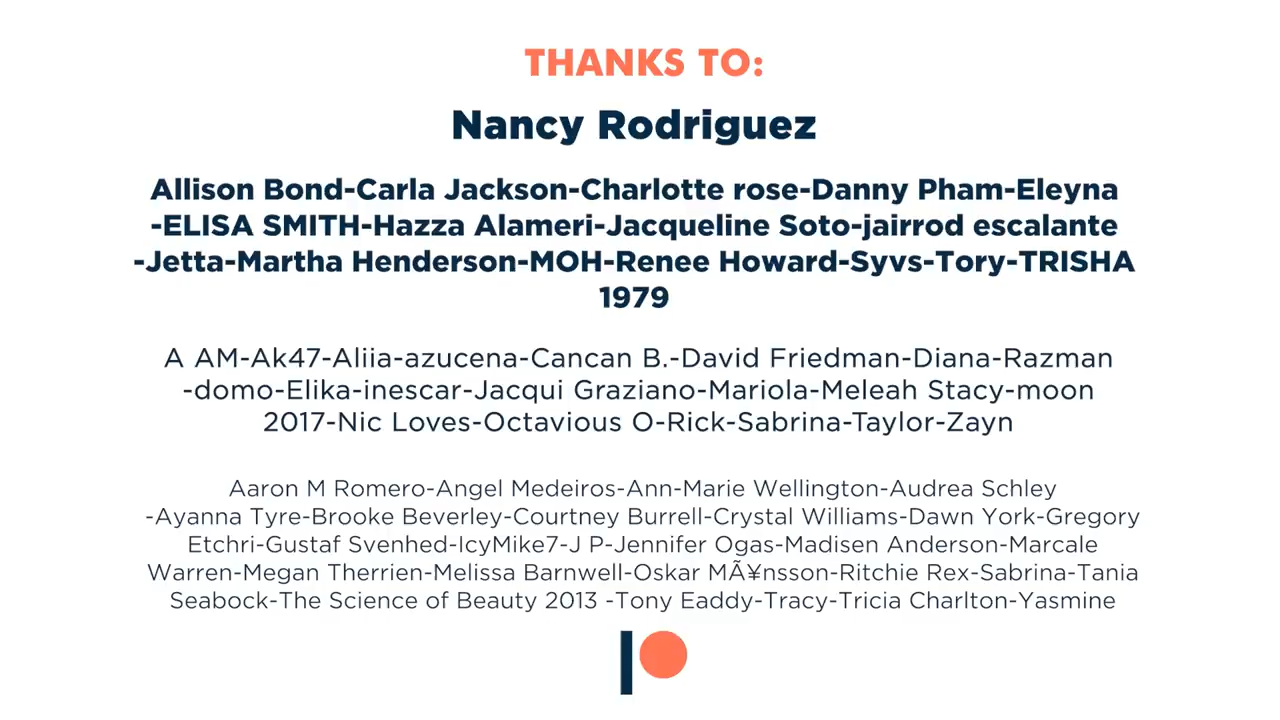 THANKS TO:
Nancy Rodriguez
Allison Bond-Carla Jackson-Charlotte rose-Danny Pham-Eleyna
-ELISA SMITH-Hazza Alameri-Jacqueline Soto-jairrod escalante
-Jetta-Martha Henderson-MOH-Renee Howard-Syvs-Tory-TRISHA
1979
A AM-Ak47-Aliia-azucena-Cancan B.-David Friedman-Diana-Razman
-domo-Elika-inescar-Jacqui Graziano-Mariola-Meleah Stacy-moon
2017-Nic Loves-Octavious O-Rick-Sabrina-Taylor-Zayn
Aaron M Romero-Angel Medeiros-Ann-Marie Wellington-Audrea Schley
-Ayanna Tyre-Brooke Beverley-Courtney Burrell-Crystal Williams-Dawn York-Gregory
Etchri-Gustaf Svenhed-IcyMike7-J P-Jennifer Ogas-Madisen Anderson-Marcale
Warren-Megan Therrien-Melissa Barnwell-Oskar MÃ¥nsson-Ritchie Rex-Sabrina-Tania
Seabock-The Science of Beauty 2013 -Tony Eaddy-Tracy-Tricia Charlton-Yasmine